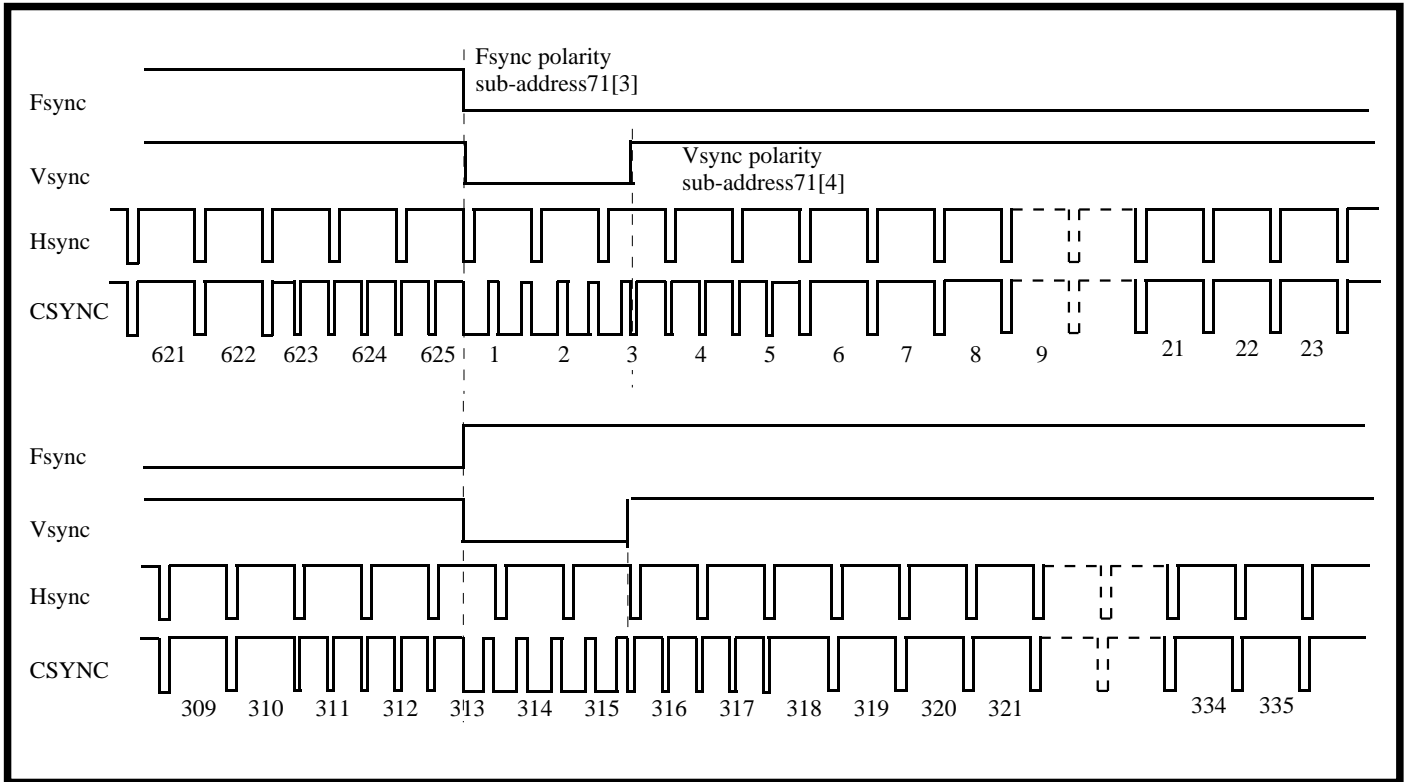 Fsync polarity
sub-address71[3]
Fsync
Vsync polarity
sub-address71[4]
Vsync
Hsync
CSYNC
621 622 623 624 625 1 2 3 4 5 6 7 8 9 21 22 23
Fsync
Vsync
Hsync
CSYNC
309 310 311 312 313 314 315 316 317 318 319 320 321 334 335